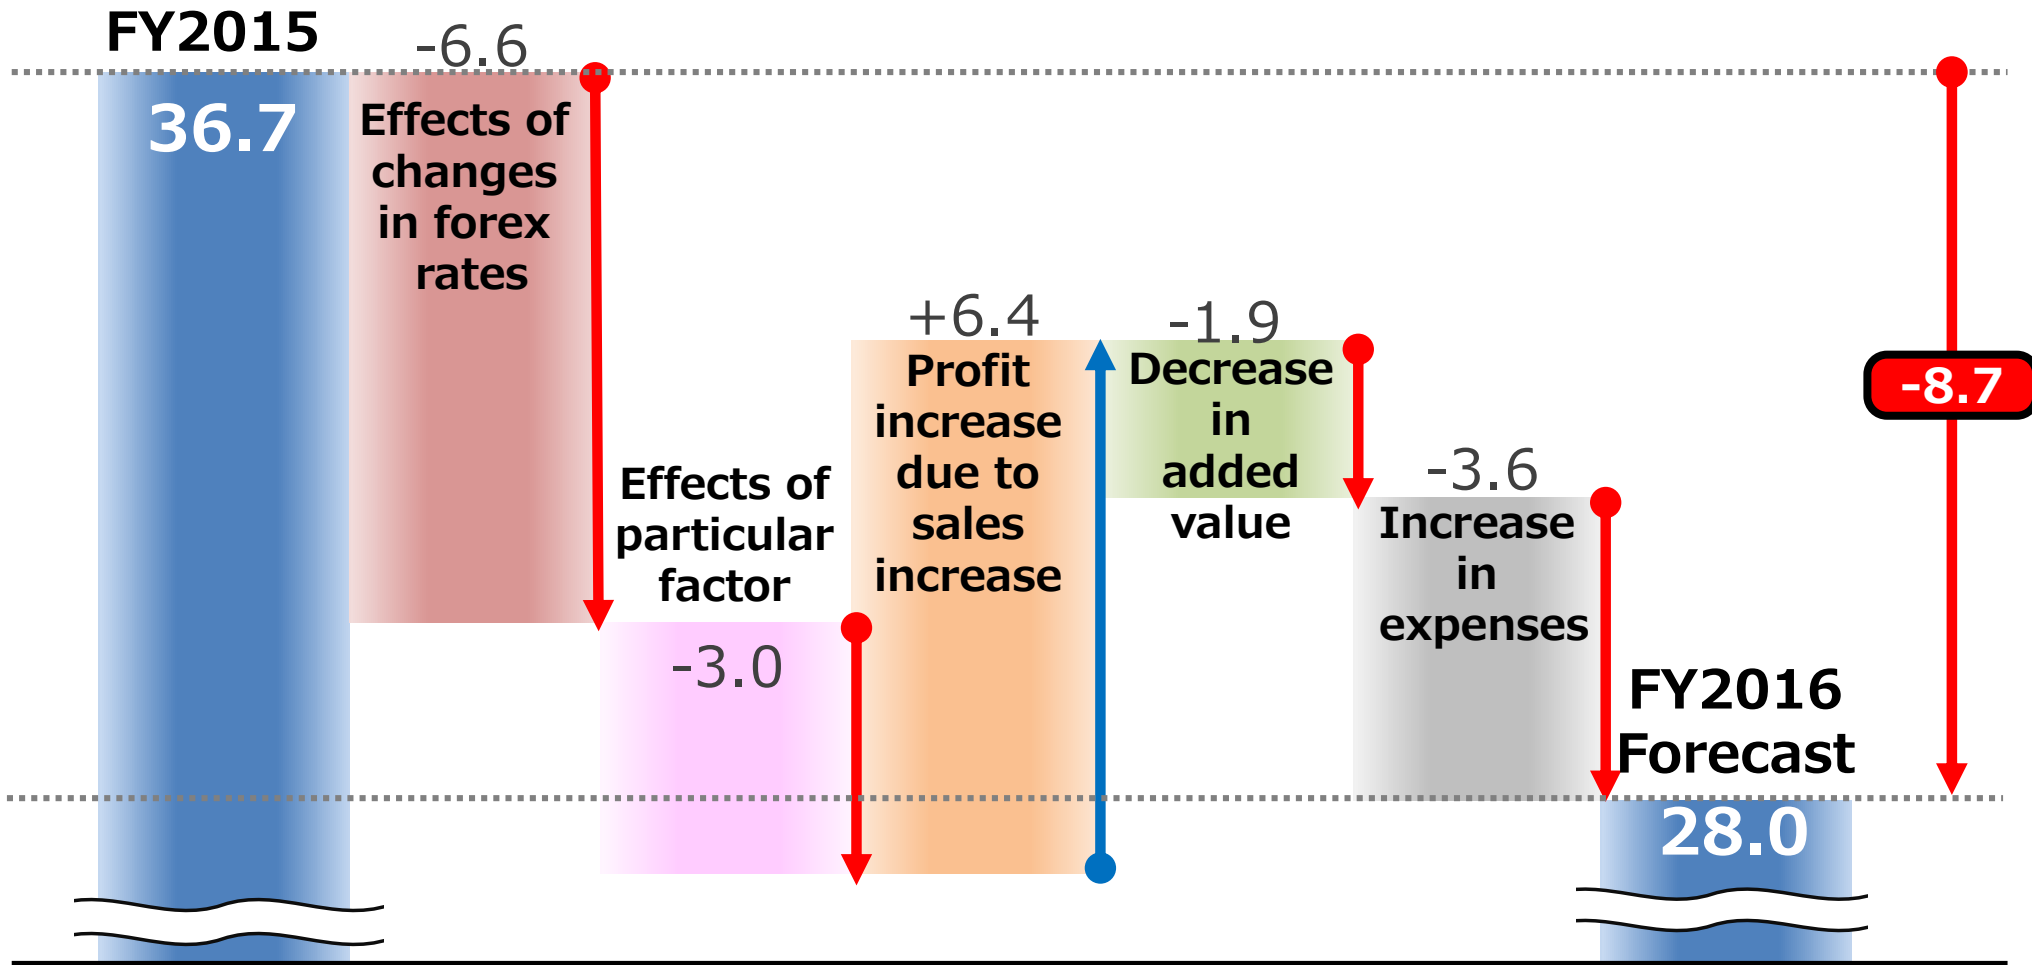 FY2015
36.7
-6.6
Effects of
changes
in forex
rates
Effects of
particular
factor
-3.0
+6.4
Profit
increase
due to
sales
increase
-1.9
Decrease
in
added
value
-3.6
Increase
in
expenses
FY2016
Forecast
28.0
-8.7